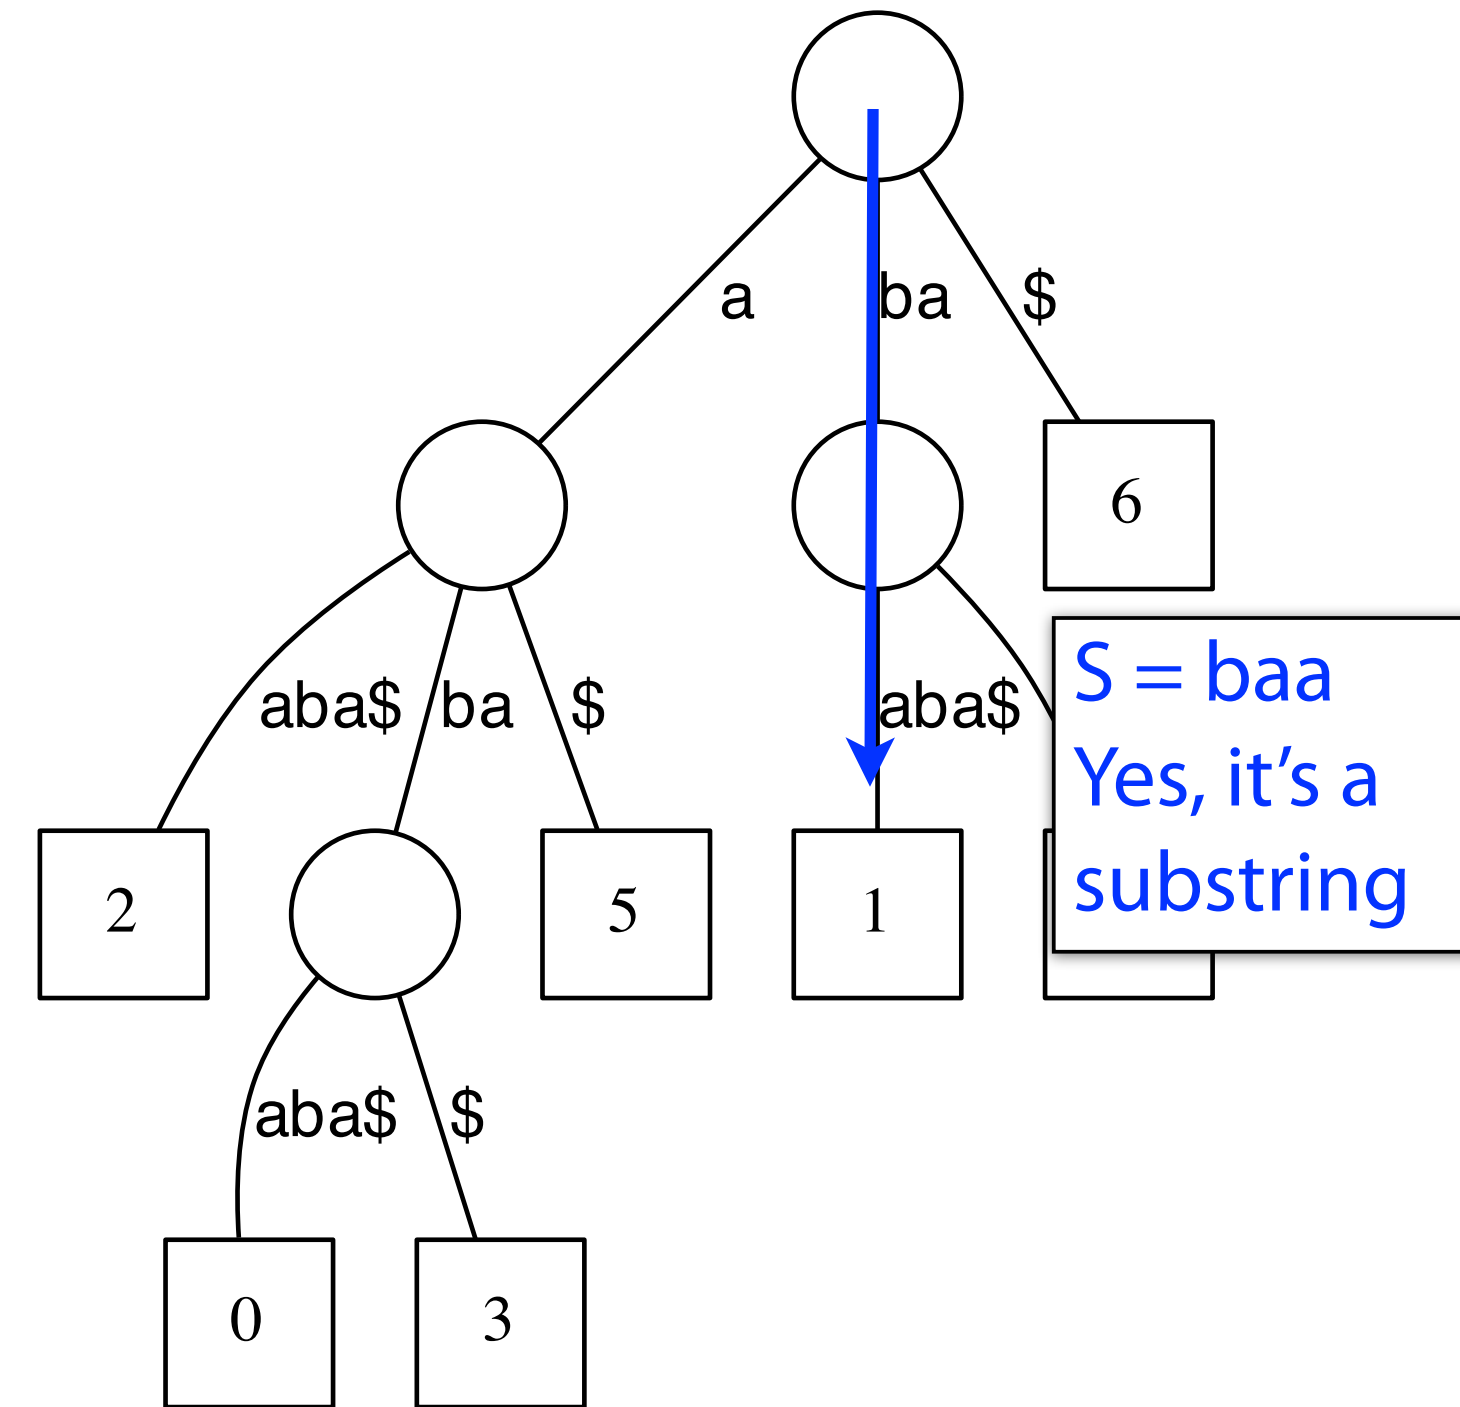 a
ba
$
6
aba$
ba
$
aba$
S = baa
Yes, it’s a
substring
2
5
1
aba$
$
0
3